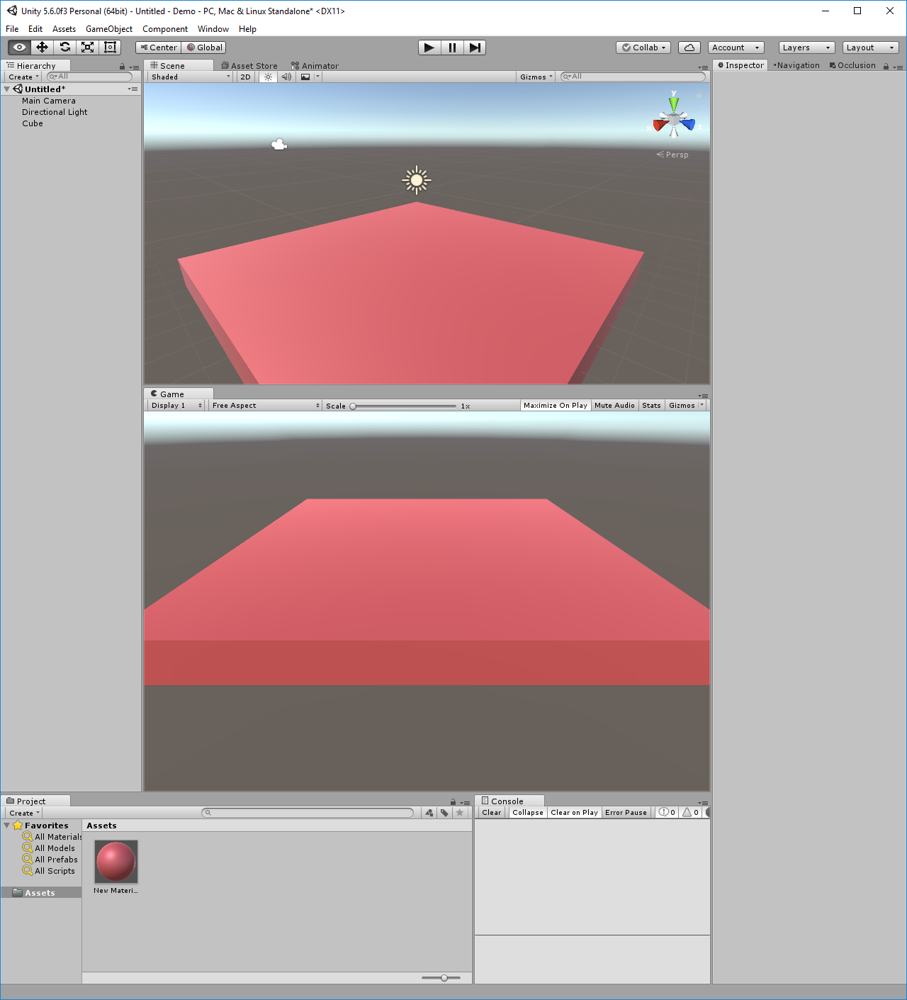 Unity 5.6.0f3 Personal (64bit) - Untitled - Demo - PC, Mac & Linux Standalone* <DX11>
File Edit Assets GameObject Component Window Help
Center Global Collab Account Layers Layout
Hierarchy
Create All
Untitled*
Main Camera
Directional Light
Cube
Scene Asset Store Animator
Shaded 2D Gizmos All
y
x z
Persp
Game
Display 1 Free Aspect Scale 1x Maximize On Play Mute Audio Stats Gizmos
Inspector Navigation Occlusion
Project
Create
Favorites
All Materials
All Models
All Prefabs
All Scripts
Assets
Assets
New Materi...
Console
Clear Collapse Clear on Play Error Pause 0 0